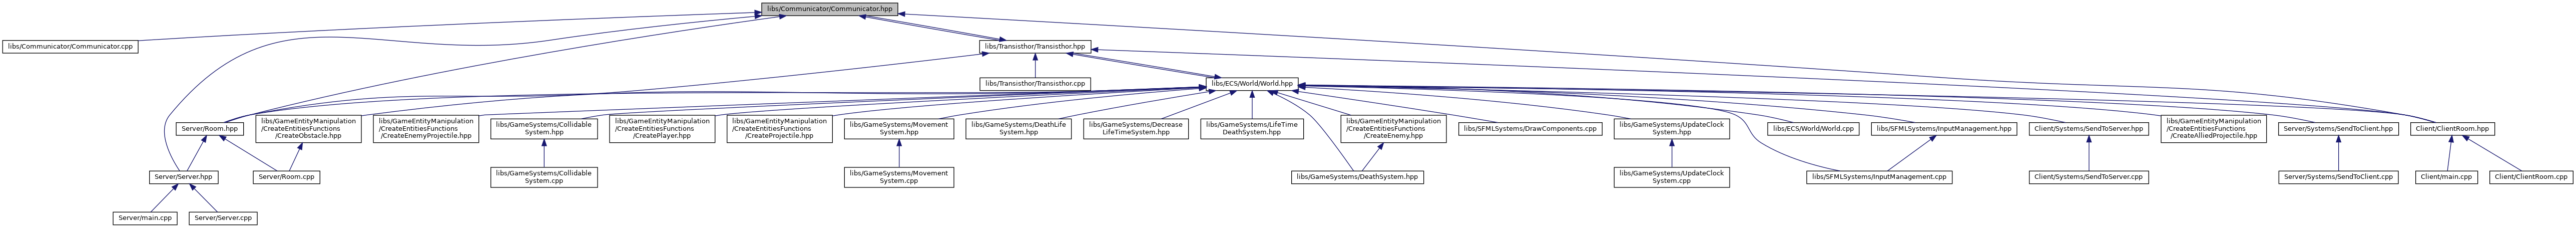 libs/Communicator/Communicator.hpp
libs/Communicator/Communicator.cpp
libs/Transisthor/Transisthor.hpp
libs/Transisthor/Transisthor.cpp
libs/ECS/World/World.hpp
Server/Room.hpp
libs/GameEntityManipulation
/CreateEntitiesFunctions
/CreateObstacle.hpp
libs/GameEntityManipulation
/CreateEntitiesFunctions
/CreateEnemyProjectile.hpp
libs/GameSystems/Collidable
System.hpp
libs/GameEntityManipulation
/CreateEntitiesFunctions
/CreatePlayer.hpp
libs/GameEntityManipulation
/CreateEntitiesFunctions
/CreateProjectile.hpp
libs/GameSystems/Movement
System.hpp
libs/GameSystems/DeathLife
System.hpp
libs/GameSystems/Decrease
LifeTimeSystem.hpp
libs/GameSystems/LifeTime
DeathSystem.hpp
libs/GameEntityManipulation
/CreateEntitiesFunctions
/CreateEnemy.hpp
libs/SFMLSystems/DrawComponents.cpp
libs/GameSystems/UpdateClock
System.hpp
libs/ECS/World/World.cpp
libs/SFMLSystems/InputManagement.hpp
Client/Systems/SendToServer.hpp
libs/GameEntityManipulation
/CreateEntitiesFunctions
/CreateAlliedProjectile.hpp
Server/Systems/SendToClient.hpp
Client/ClientRoom.hpp
Server/Server.hpp
Server/Room.cpp
libs/GameSystems/Collidable
System.cpp
libs/GameSystems/Movement
System.cpp
libs/GameSystems/DeathSystem.hpp
libs/GameSystems/UpdateClock
System.cpp
libs/SFMLSystems/InputManagement.cpp
Client/Systems/SendToServer.cpp
Server/Systems/SendToClient.cpp
Client/main.cpp
Client/ClientRoom.cpp
Server/main.cpp
Server/Server.cpp